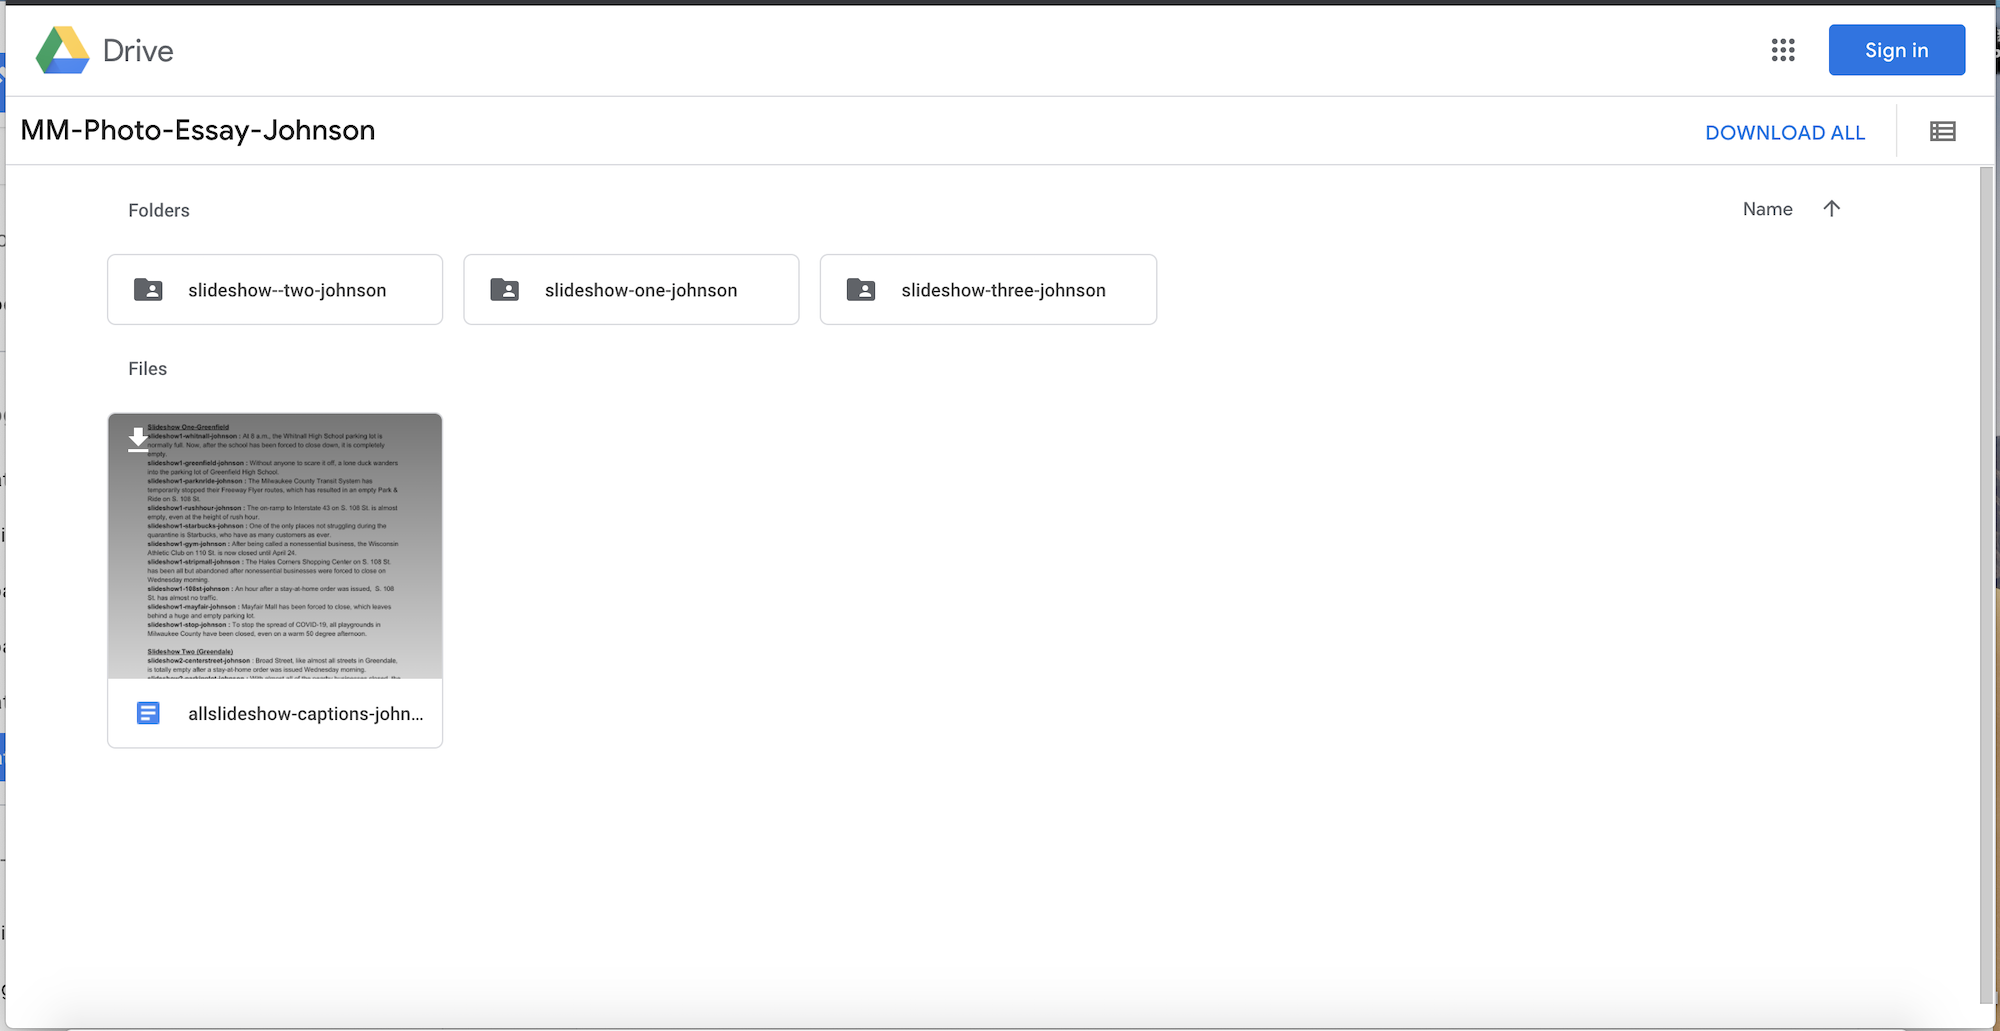 Drive
Sign in
MM-Photo-Essay-Johnson
DOWNLOAD ALL
Folders
Name
slideshow--two-johnson
slideshow-one-johnson
slideshow-three-johnson
Files
Slideshow One-Greenfield
slideshow1-whitnall-johnson : At 8 a.m., the Whitnall High School parking lot is
normally full. Now, after the school has been forced to close down, it is completely
empty.
slideshow1-greenfield-johnson : Without anyone to scare it off, a lone duck wanders
into the parking lot of Greenfield High School.
slideshow1-parknride-johnson : The Milwaukee County Transit System has
temporarily stopped their Freeway Flyer routes, which has resulted in an empty Park &
Ride on S. 108 St.
slideshow1-rushhour-johnson : The on-ramp to Interstate 43 on S. 108 St. is almost
empty, even at the height of rush hour.
slideshow1-starbucks-johnson : One of the only places not struggling during the
quarantine is Starbucks, who have as many customers as ever.
slideshow1-gym-johnson : After being called a nonessential business, the Wisconsin
Athletic Club on 110 St. is now closed until April 24.
slideshow1-stripmall-johnson : The Hales Corners Shopping Center on S. 108 St.
has been all but abandoned after nonessential businesses were forced to close on
Wednesday morning.
slideshow1-108st-johnson : An hour after a stay-at-home order was issued, S. 108
St. has almost no traffic.
slideshow1-mayfair-johnson : Mayfair Mall has been forced to close, which leaves
behind a huge and empty parking lot.
slideshow1-stop-johnson : To stop the spread of COVID-19, all playgrounds in
Milwaukee County have been closed, even on a warm 50 degree afternoon.
Slideshow Two (Greendale)
slideshow2-centerstreet-johnson : Broad Street, like almost all streets in Greendale,
is totally empty after a stay-at-home order was issued Wednesday morning.
allslideshow-captions-john...